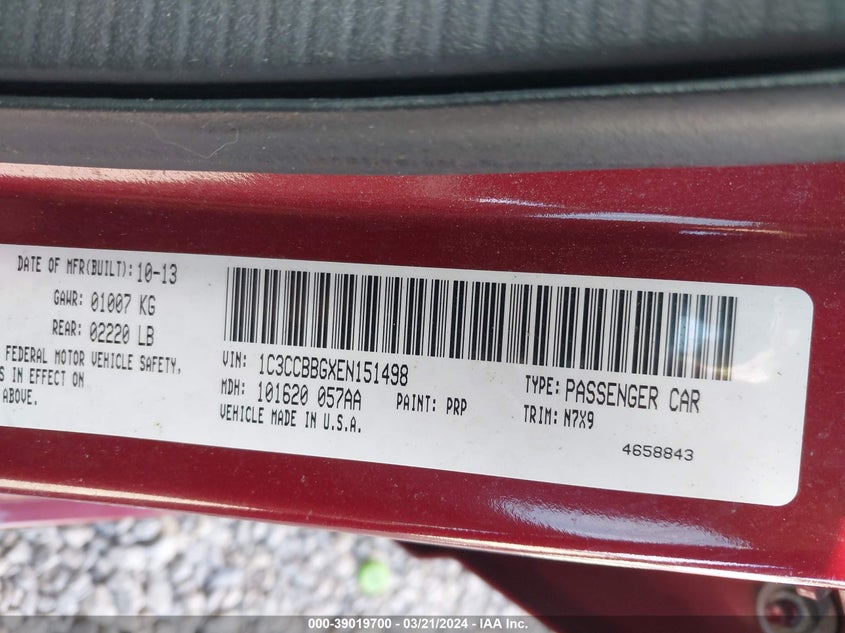 DATE OF MFR(BUILT): 10-13
GAWR: 01007 KG
REAR: 02220 LB
FEDERAL MOTOR VEHICLE SAFETY,
S IN EFFECT ON
ABOVE.
VIN: 1C3CCBBGXEN151498
MDH: 101620 057AA PAINT: PRP
VEHICLE MADE IN U.S.A.
TYPE: PASSENGER CAR
TRIM: N7X9
4658843
000-39019700 - 03/21/2024 - IAA Inc.